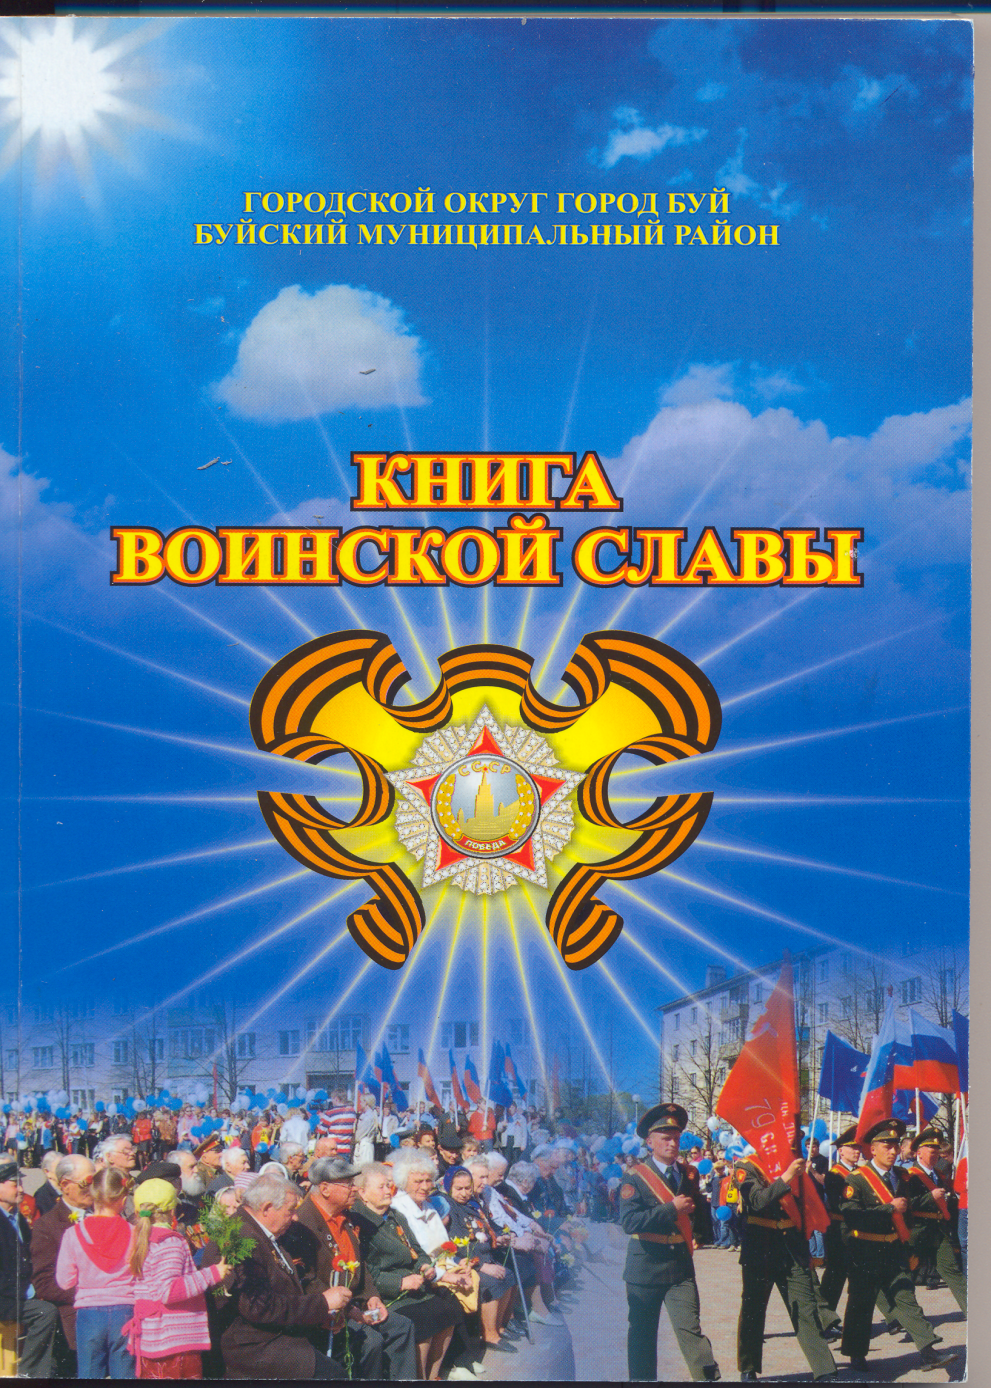 ГОРОДСКОЙ ОКРУГ ГОРОД БУЙ
БУЙСКИЙ МУНИЦИПАЛЬНЫЙ РАЙОН
КНИГА
ВОИНСКОЙ СЛАВЫ
СССР
ПОБЕДА